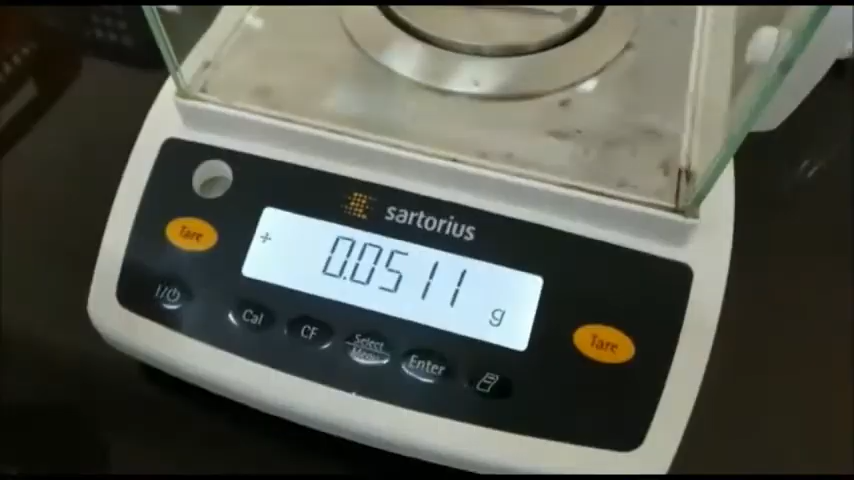 sartorius
Tare
+ 0.0511 g
I/
Cal
CF
Select
Menu
Enter
Tare